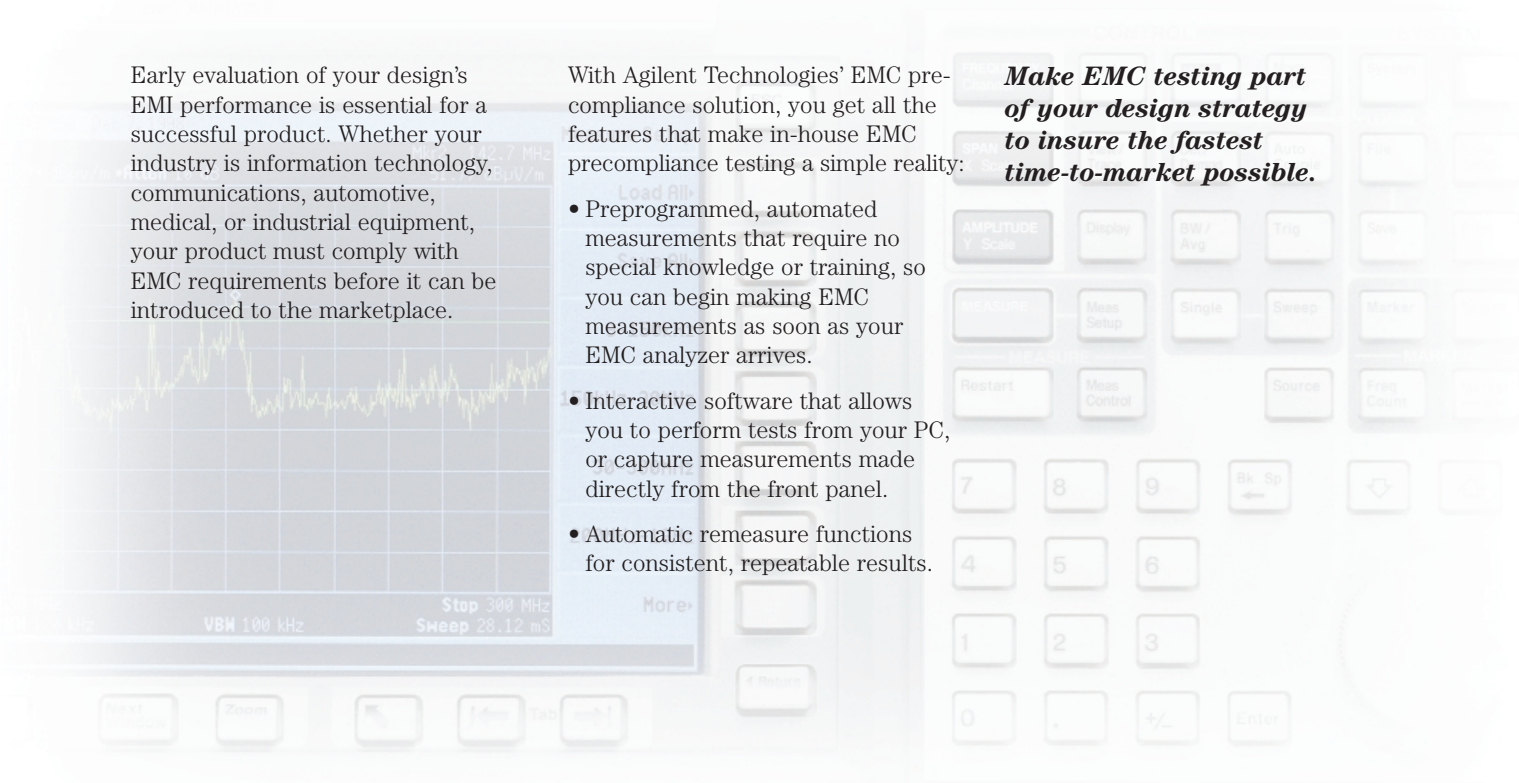 Early evaluation of your design's
EMI performance is essential for a
successful product. Whether your
industry is information technology,
communications, automotive,
medical, or industrial equipment,
your product must comply with
EMC requirements before it can be
introduced to the marketplace.
With Agilent Technologies' EMC pre-
compliance solution, you get all the
features that make in-house EMC
precompliance testing a simple reality:
• Preprogrammed, automated
measurements that require no
special knowledge or training, so
you can begin making EMC
measurements as soon as your
EMC analyzer arrives.
• Interactive software that allows
you to perform tests from your PC,
or capture measurements made
directly from the front panel.
• Automatic remeasure functions
for consistent, repeatable results.
Make EMC testing part
of your design strategy
to insure the fastest
time-to-market possible.
Load All
Stop 300 MHz
VBW 100 kHz
Sweep 28.12 mS
More
Return
Zoom
Tab
SPAN
AMPLITUDE
Y Scale
Display
BW/
Avg
Trig
Save
MEASURE
Meas
Setup
Single
Sweep
Marker
Restart
Meas
Control
Source
Freq
Count
7 8 9 Bk Sp
4 5 6
1 2 3
0 . +/- Enter